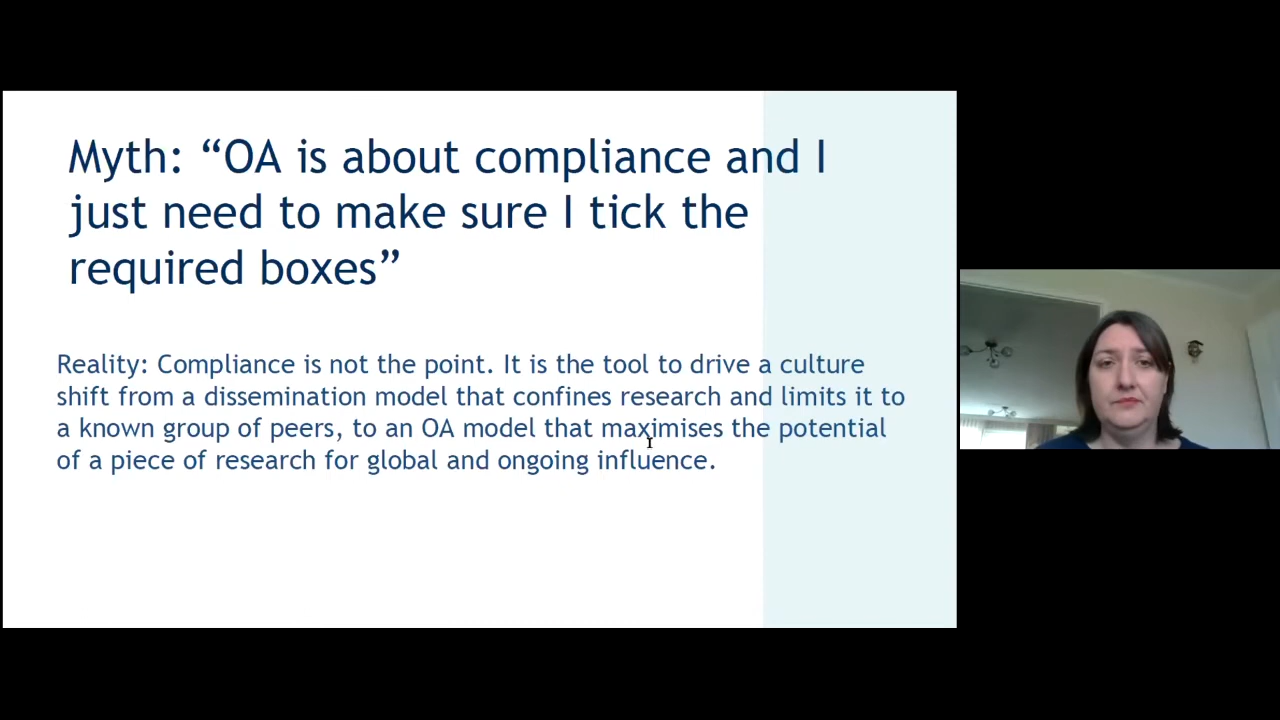 Myth: “OA is about compliance and I
just need to make sure I tick the
required boxes”
Reality: Compliance is not the point. It is the tool to drive a culture
shift from a dissemination model that confines research and limits it to
a known group of peers, to an OA model that maximises the potential
of a piece of research for global and ongoing influence.